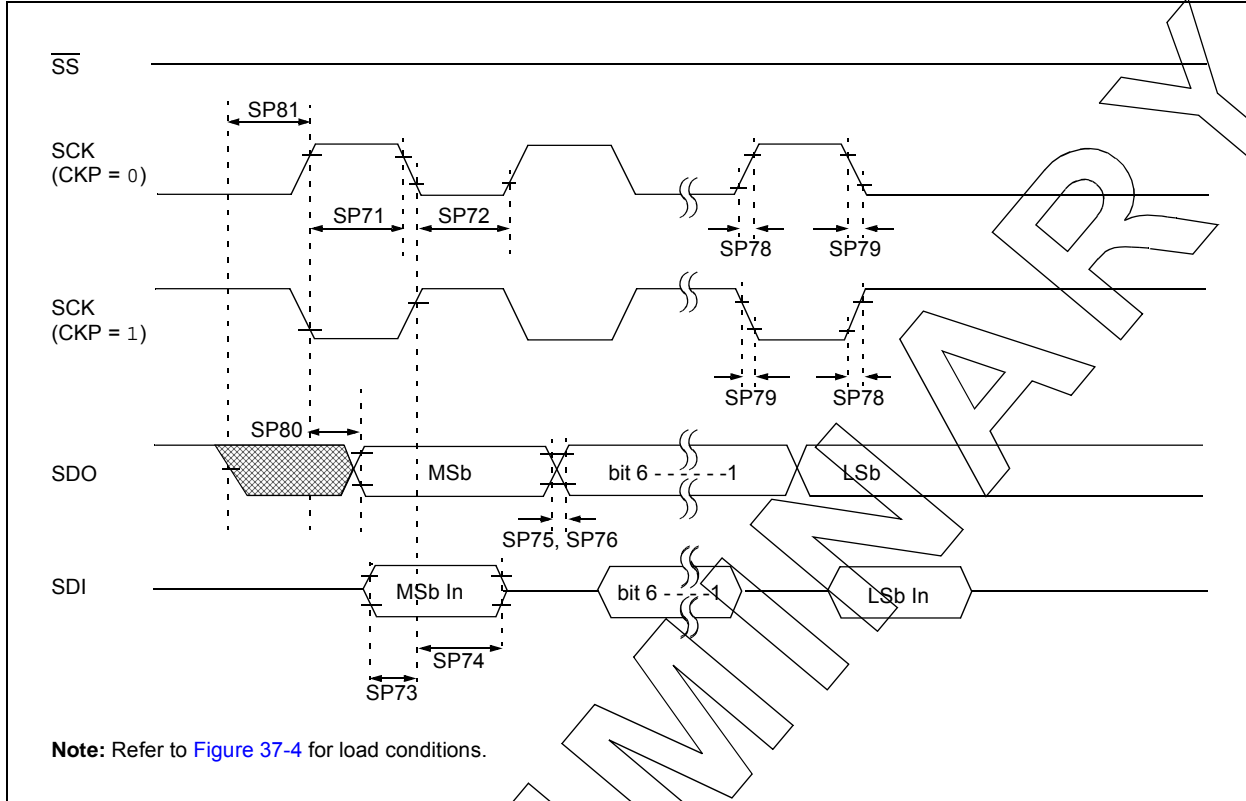 SS
SP81
SCK
(CKP = 0)
SP71 SP72
SP78 SP79
SCK
(CKP = 1)
SP79 SP78
SP80
SDO MSb bit 6 - - - - - - -1 LSb
SP75, SP76
SDI MSb In bit 6 - - - - - -1 LSb In
SP74
SP73
Note: Refer to Figure 37-4 for load conditions.
IMINARY